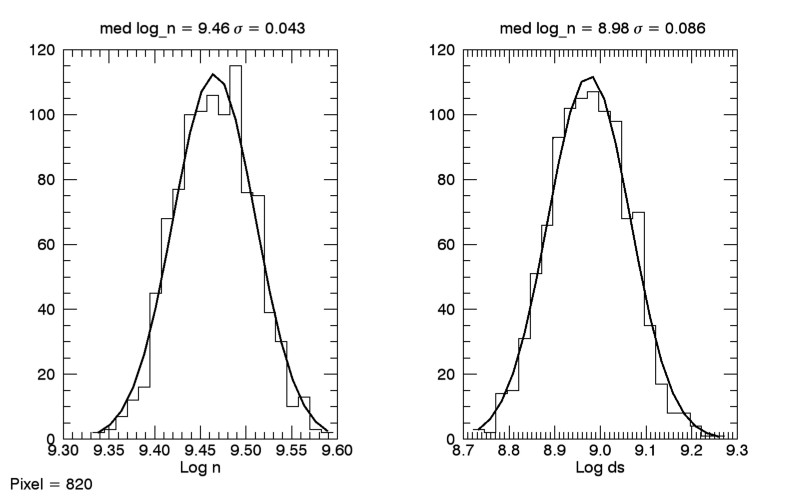 med log_n = 9.46 σ = 0.043
120
100
80
60
40
20
0
9.30 9.35 9.40 9.45 9.50 9.55 9.60
Log n
med log_n = 8.98 σ = 0.086
120
100
80
60
40
20
0
8.7 8.8 8.9 9.0 9.1 9.2 9.3
Log ds
Pixel = 820